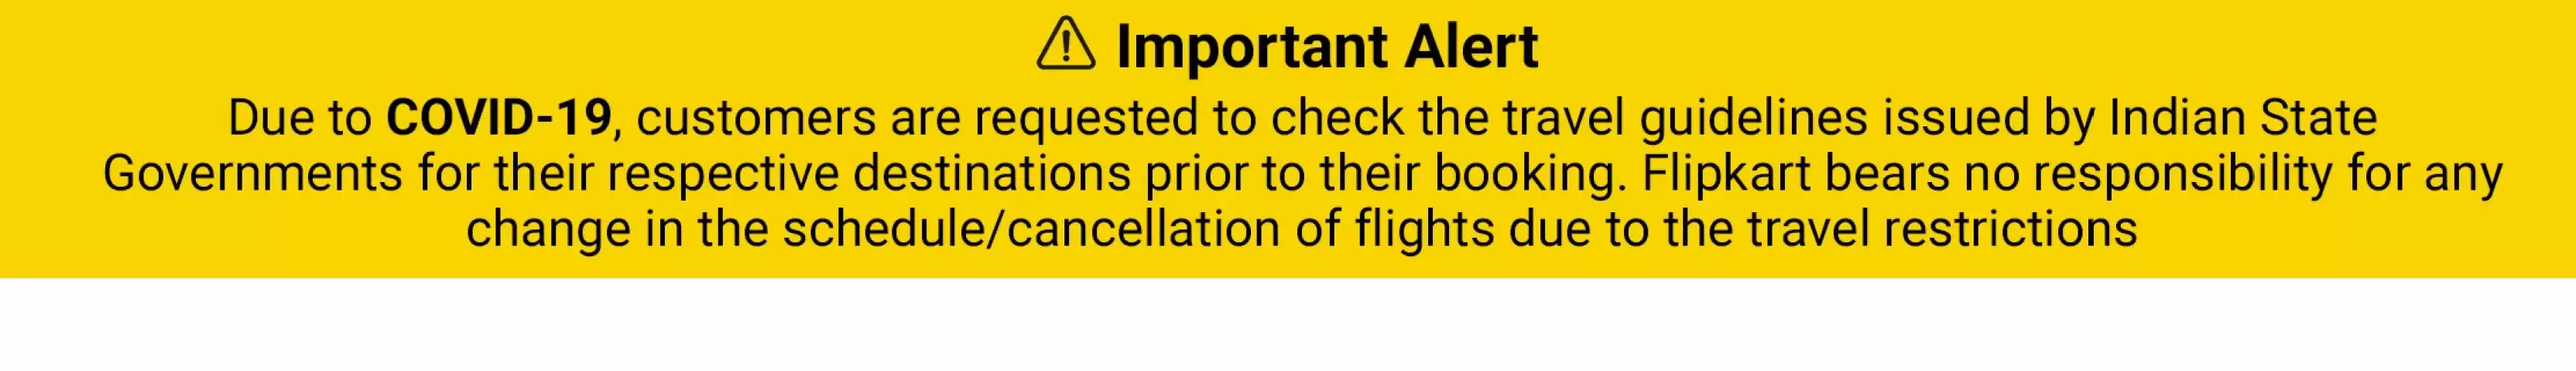 Important Alert
Due to COVID-19, customers are requested to check the travel guidelines issued by Indian State
Governments for their respective destinations prior to their booking. Flipkart bears no responsibility for any
change in the schedule/cancellation of flights due to the travel restrictions